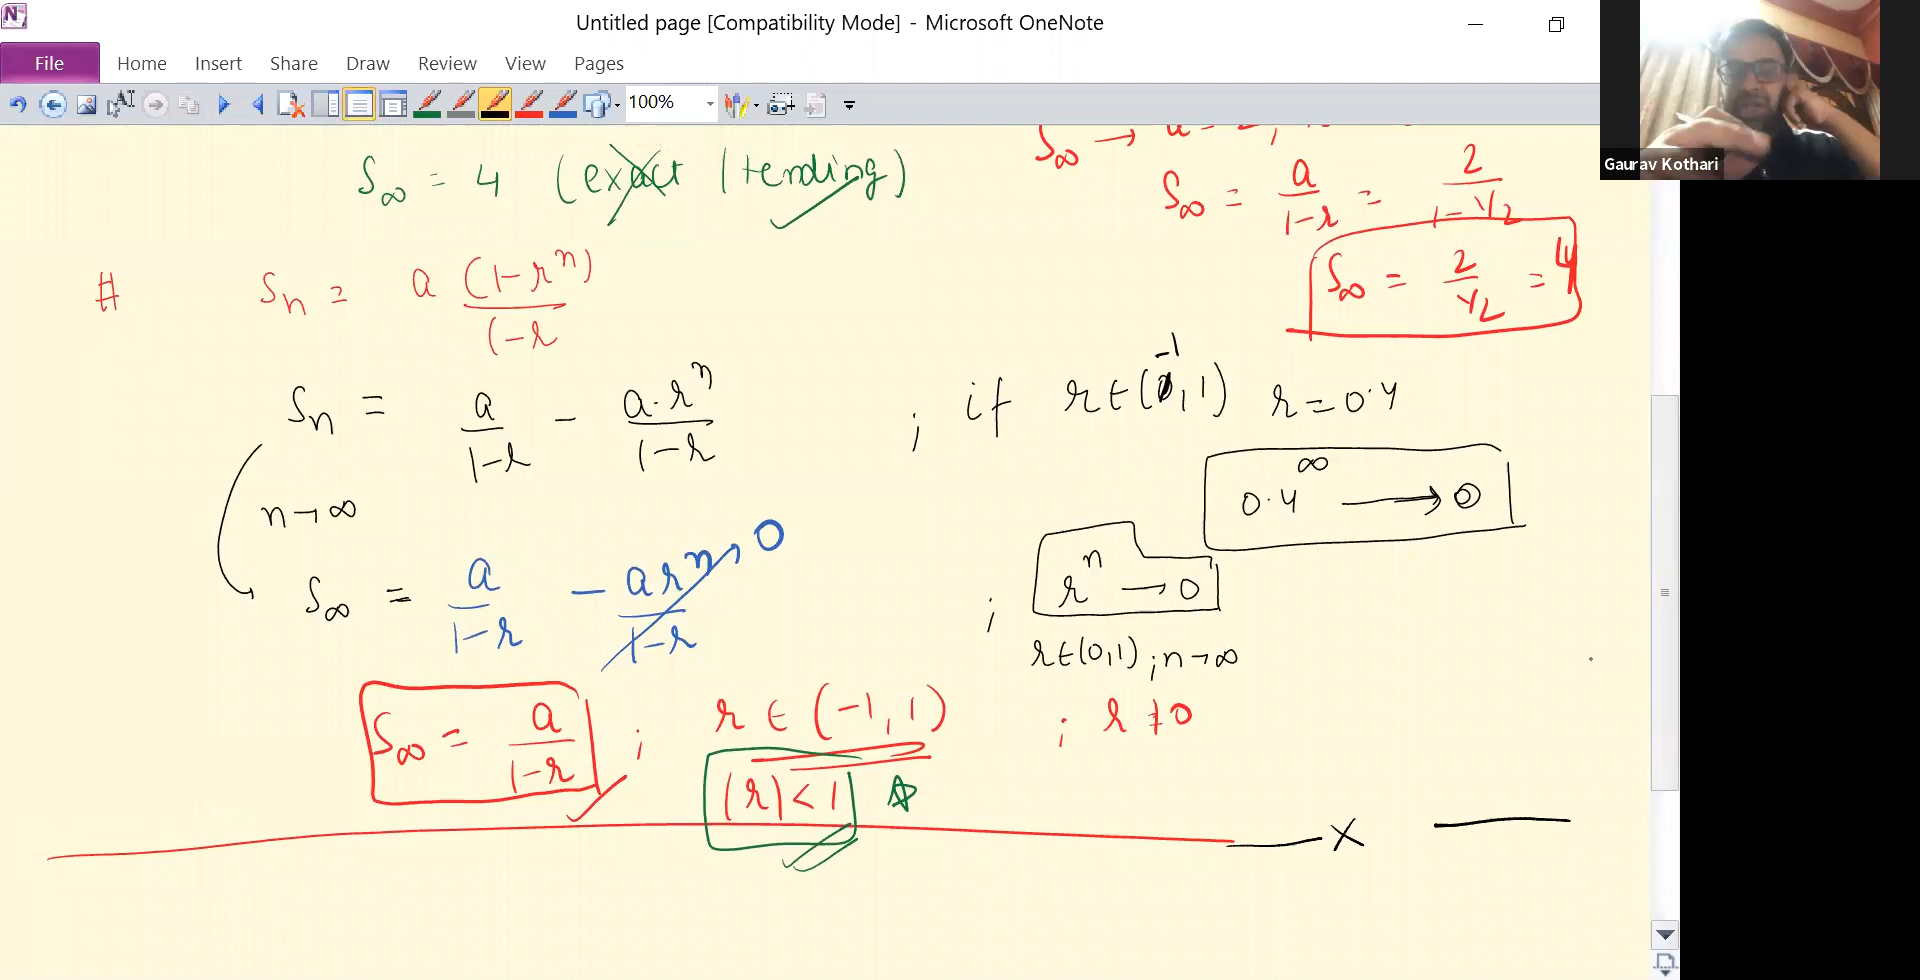 Untitled page [Compatibility Mode] - Microsoft OneNote
File Home Insert Share Draw Review View Pages
100%
Gaurav Kothari
S∞ = 4 (exact / tending)
S∞ →
S∞ = a/(1-r) = 2/(1-1/2)
S∞ = 2/(1/2) = 4
# Sn = a (1-r^n)/(1-r)
Sn = a/(1-r) - a.r^n/(1-r) ; if r∈(-1,1) r = 0.4
n→∞
0.4^∞ → 0
S∞ = a/(1-r) - ar^n/(1-r) → 0 ; r^n → 0
r∈(0,1) ; n→∞
S∞ = a/(1-r) ; r ∈ (-1, 1) ; r ≠ 0
|r| < 1
x